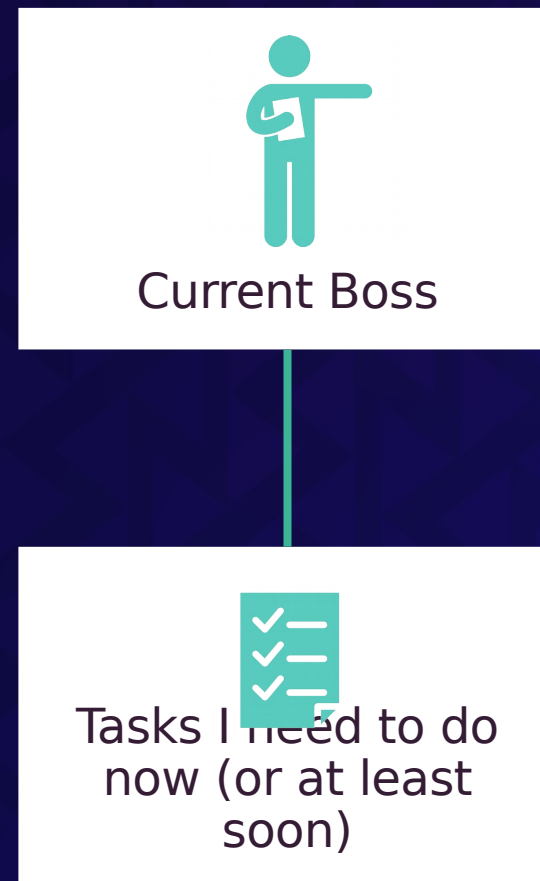 Current Boss
Tasks I need to do
now (or at least
soon)